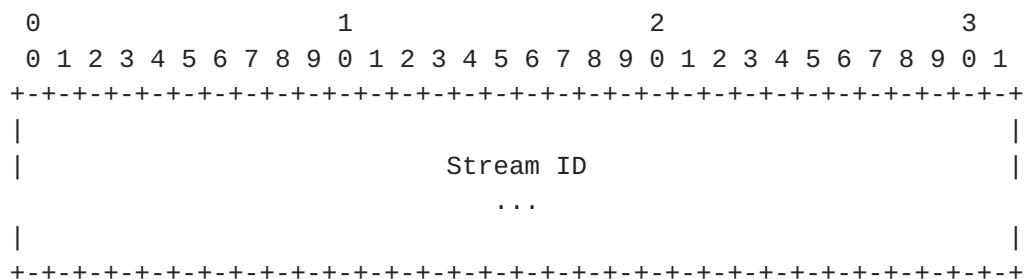 0                   1                   2                   3
 0 1 2 3 4 5 6 7 8 9 0 1 2 3 4 5 6 7 8 9 0 1 2 3 4 5 6 7 8 9 0 1
+-+-+-+-+-+-+-+-+-+-+-+-+-+-+-+-+-+-+-+-+-+-+-+-+-+-+-+-+-+-+-+-+
|                                                               |
|                           Stream ID                           |
                               ...
|                                                               |
+-+-+-+-+-+-+-+-+-+-+-+-+-+-+-+-+-+-+-+-+-+-+-+-+-+-+-+-+-+-+-+-+